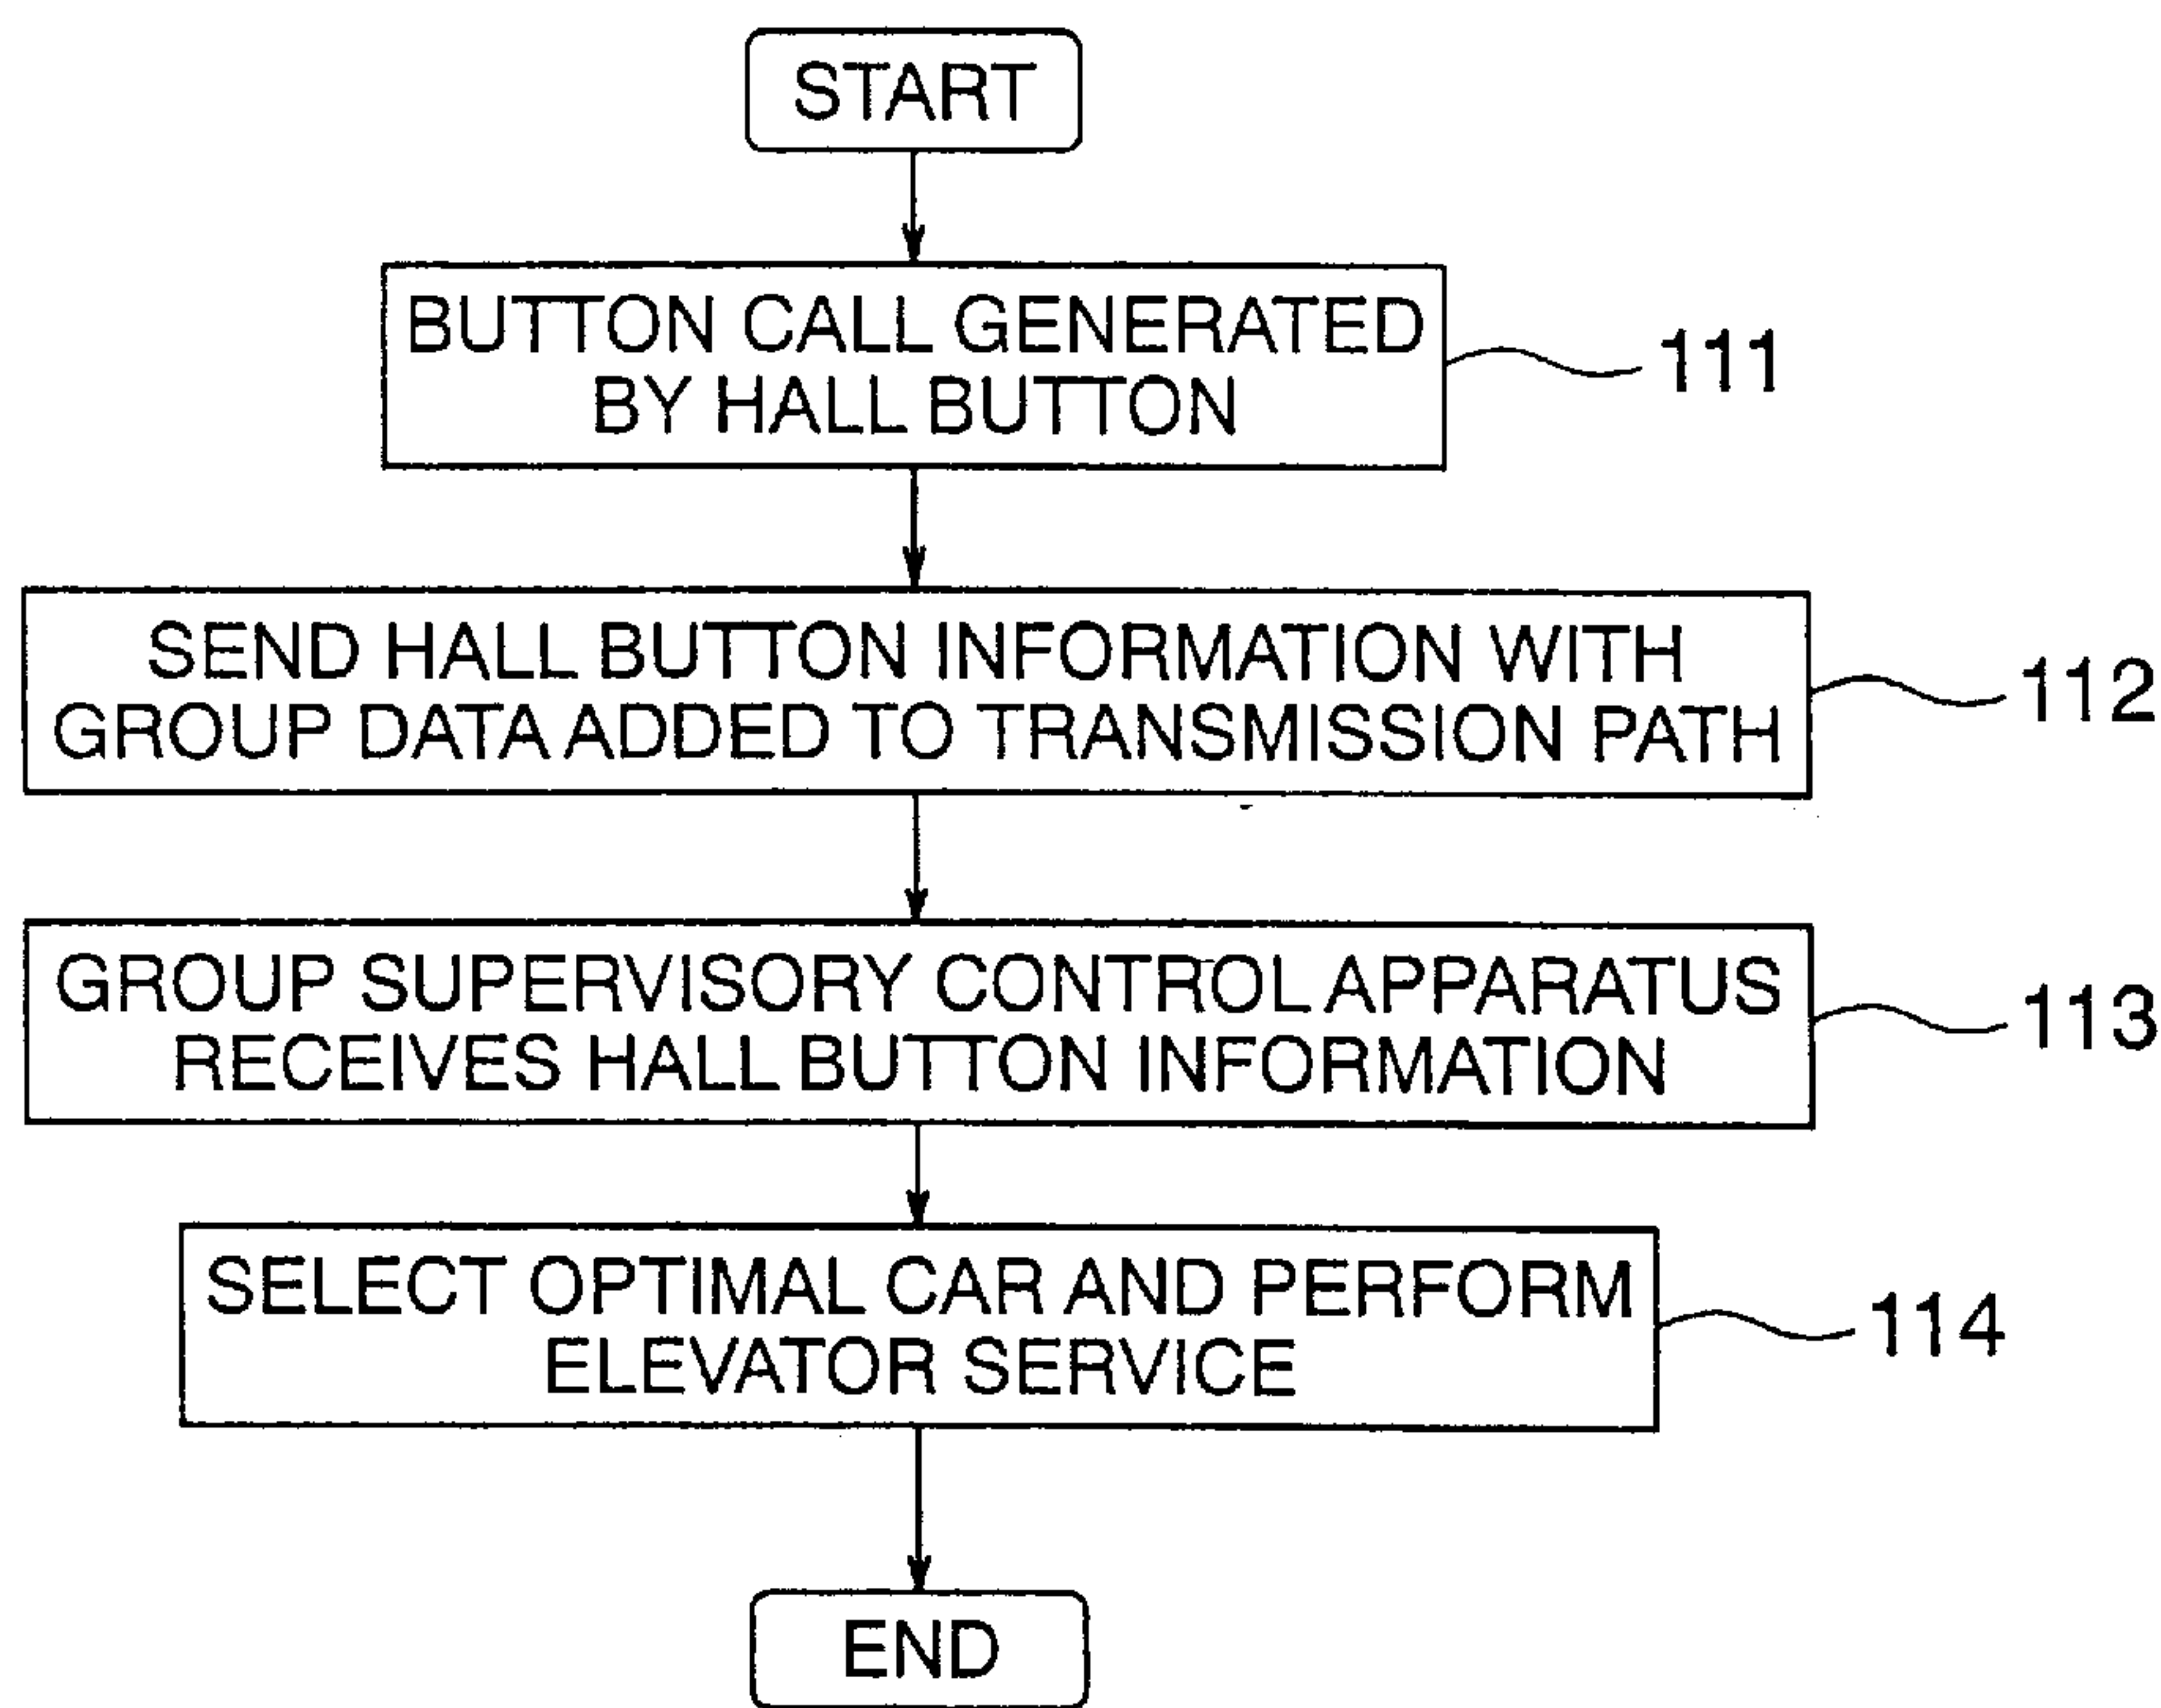 START
BUTTON CALL GENERATED
BY HALL BUTTON
111
SEND HALL BUTTON INFORMATION WITH
GROUP DATA ADDED TO TRANSMISSION PATH
112
GROUP SUPERVISORY CONTROL APPARATUS
RECEIVES HALL BUTTON INFORMATION
113
SELECT OPTIMAL CAR AND PERFORM
ELEVATOR SERVICE
114
END